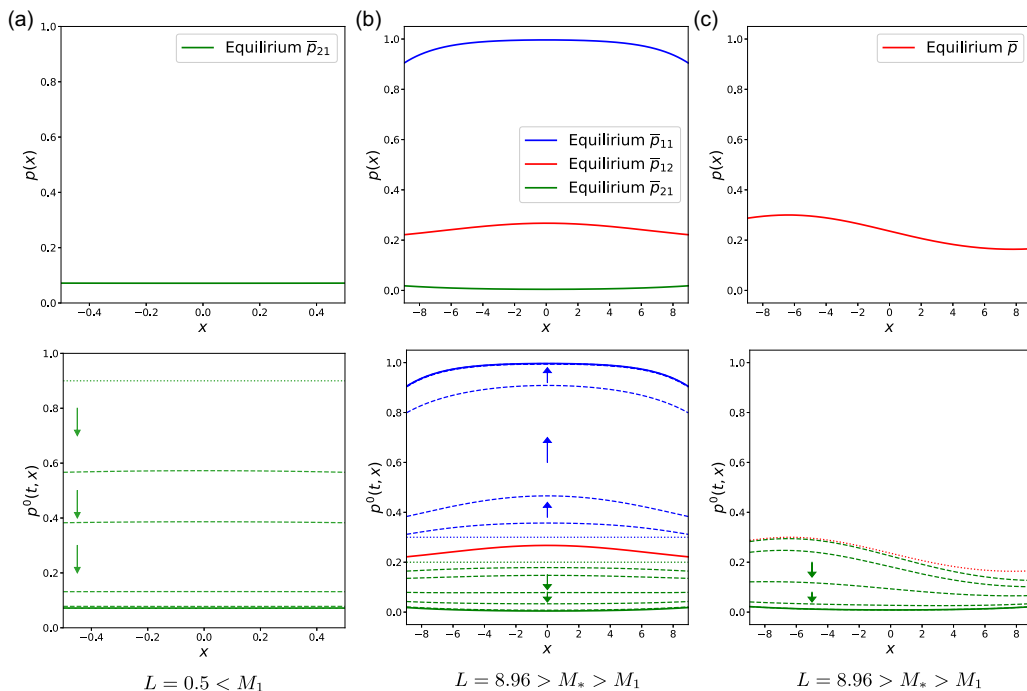 (a)
Equilirium p̅₂₁
p(x)
1.0
0.8
0.6
0.4
0.2
0.0
−0.4 −0.2 0.0 0.2 0.4
x
(b)
Equilirium p̅₁₁
Equilirium p̅₁₂
Equilirium p̅₂₁
p(x)
1.0
0.8
0.6
0.4
0.2
0.0
−8 −6 −4 −2 0 2 4 6 8
x
(c)
Equilirium p̅
p(x)
1.0
0.8
0.6
0.4
0.2
0.0
−8 −6 −4 −2 0 2 4 6 8
x
p⁰(t, x)
1.0
0.8
0.6
0.4
0.2
0.0
−0.4 −0.2 0.0 0.2 0.4
x
L = 0.5 < M₁
p⁰(t, x)
1.0
0.8
0.6
0.4
0.2
0.0
−8 −6 −4 −2 0 2 4 6 8
x
L = 8.96 > M∗ > M₁
p⁰(t, x)
1.0
0.8
0.6
0.4
0.2
0.0
−8 −6 −4 −2 0 2 4 6 8
x
L = 8.96 > M∗ > M₁